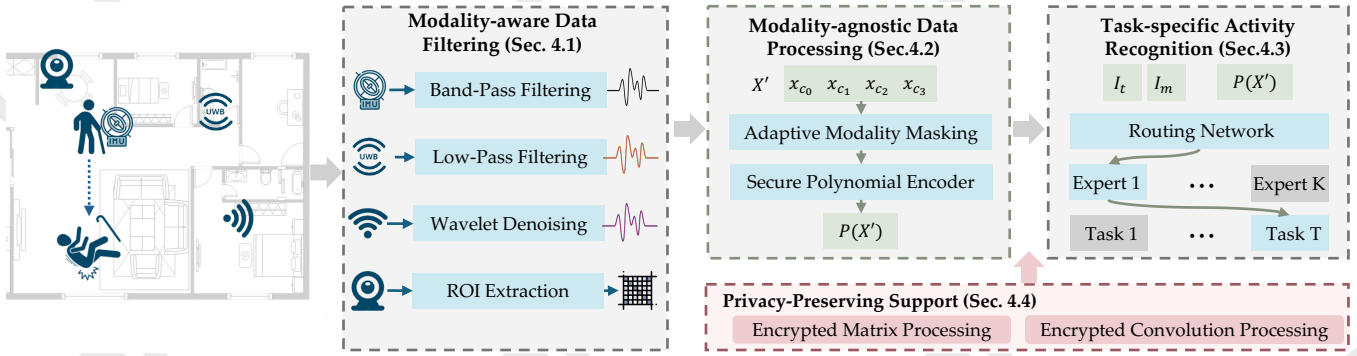 IMU
UWB
Modality-aware Data
Filtering (Sec. 4.1)
IMU
Band-Pass Filtering
UWB
Low-Pass Filtering
Wavelet Denoising
ROI Extraction
Modality-agnostic Data
Processing (Sec.4.2)
X′ x_{c_0} x_{c_1} x_{c_2} x_{c_3}
Adaptive Modality Masking
Secure Polynomial Encoder
P(X′)
Task-specific Activity
Recognition (Sec.4.3)
I_t I_m P(X′)
Routing Network
Expert 1 ••• Expert K
Task 1 ••• Task T
Privacy-Preserving Support (Sec. 4.4)
Encrypted Matrix Processing Encrypted Convolution Processing